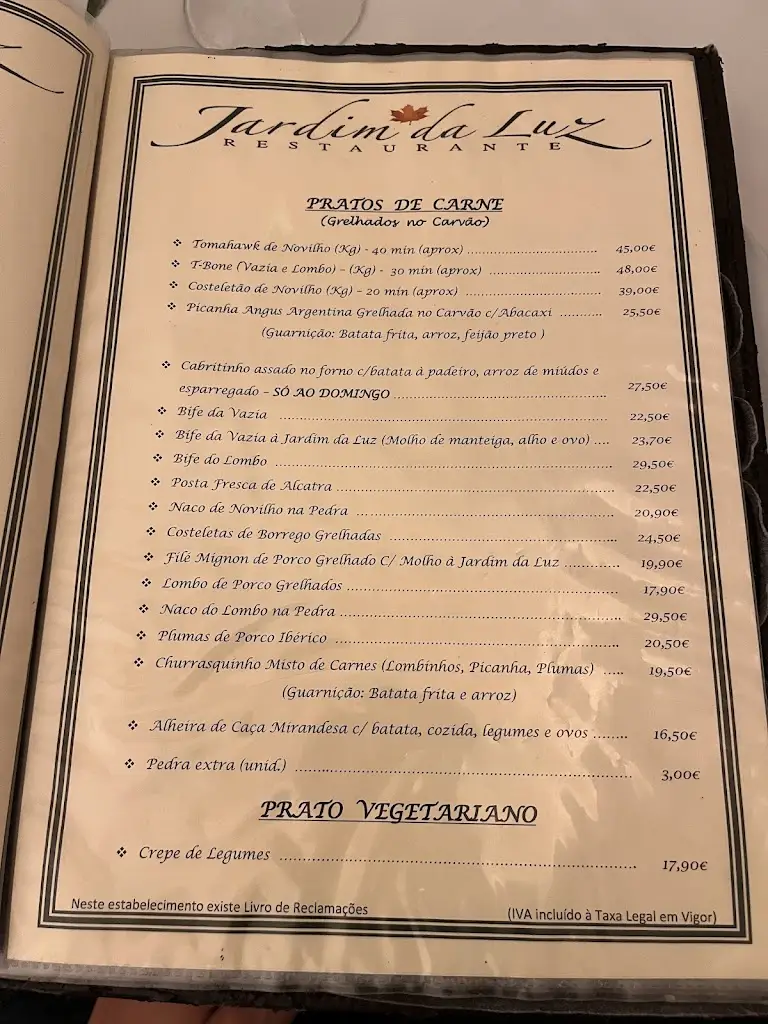 Jardim da Luz
RESTAURANTE
PRATOS DE CARNE
(Grelhados no Carvão)
❖ Tomahawk de Novilho (Kg) - 40 min (aprox) .............................. 45,00€
❖ T-Bone (Vazia e Lombo) – (Kg) - 30 min (aprox) .......................... 48,00€
❖ Costeletão de Novilho (Kg) – 20 min (aprox) .............................. 39,00€
❖ Picanha Angus Argentina Grelhada no Carvão c/Abacaxi .......... 25,50€
(Guarnição: Batata frita, arroz, feijão preto )
❖ Cabritinho assado no forno c/batata à padeiro, arroz de miúdos e
esparregado – SÓ AO DOMINGO .................................................. 27,50€
❖ Bife da Vazia .............................................................................. 22,50€
❖ Bife da Vazia à Jardim da Luz (Molho de manteiga, alho e ovo) .... 23,70€
❖ Bife do Lombo .............................................................................. 29,50€
❖ Posta Fresca de Alcatra ................................................................ 22,50€
❖ Naco de Novilho na Pedra ............................................................ 20,90€
❖ Costeletas de Borrego Grelhadas .................................................... 24,50€
❖ Filé Mignon de Porco Grelhado C/ Molho à Jardim da Luz ............ 19,90€
❖ Lombo de Porco Grelhados ............................................................ 17,90€
❖ Naco do Lombo na Pedra .............................................................. 29,50€
❖ Plumas de Porco Ibérico .............................................................. 20,50€
❖ Churrasquinho Misto de Carnes (Lombinhos, Picanha, Plumas) ..... 19,50€
(Guarnição: Batata frita e arroz)
❖ Alheira de Caça Mirandesa c/ batata, cozida, legumes e ovos ........ 16,50€
❖ Pedra extra (unid.) ...................................................................... 3,00€
PRATO VEGETARIANO
❖ Crepe de Legumes ........................................................................ 17,90€
Neste estabelecimento existe Livro de Reclamações
(IVA incluído à Taxa Legal em Vigor)